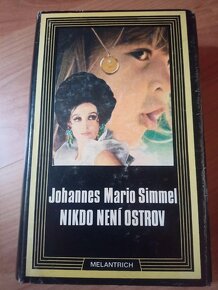 Johannes Mario Simmel
NIKDO NENÍ OSTROV
MELANTRICH